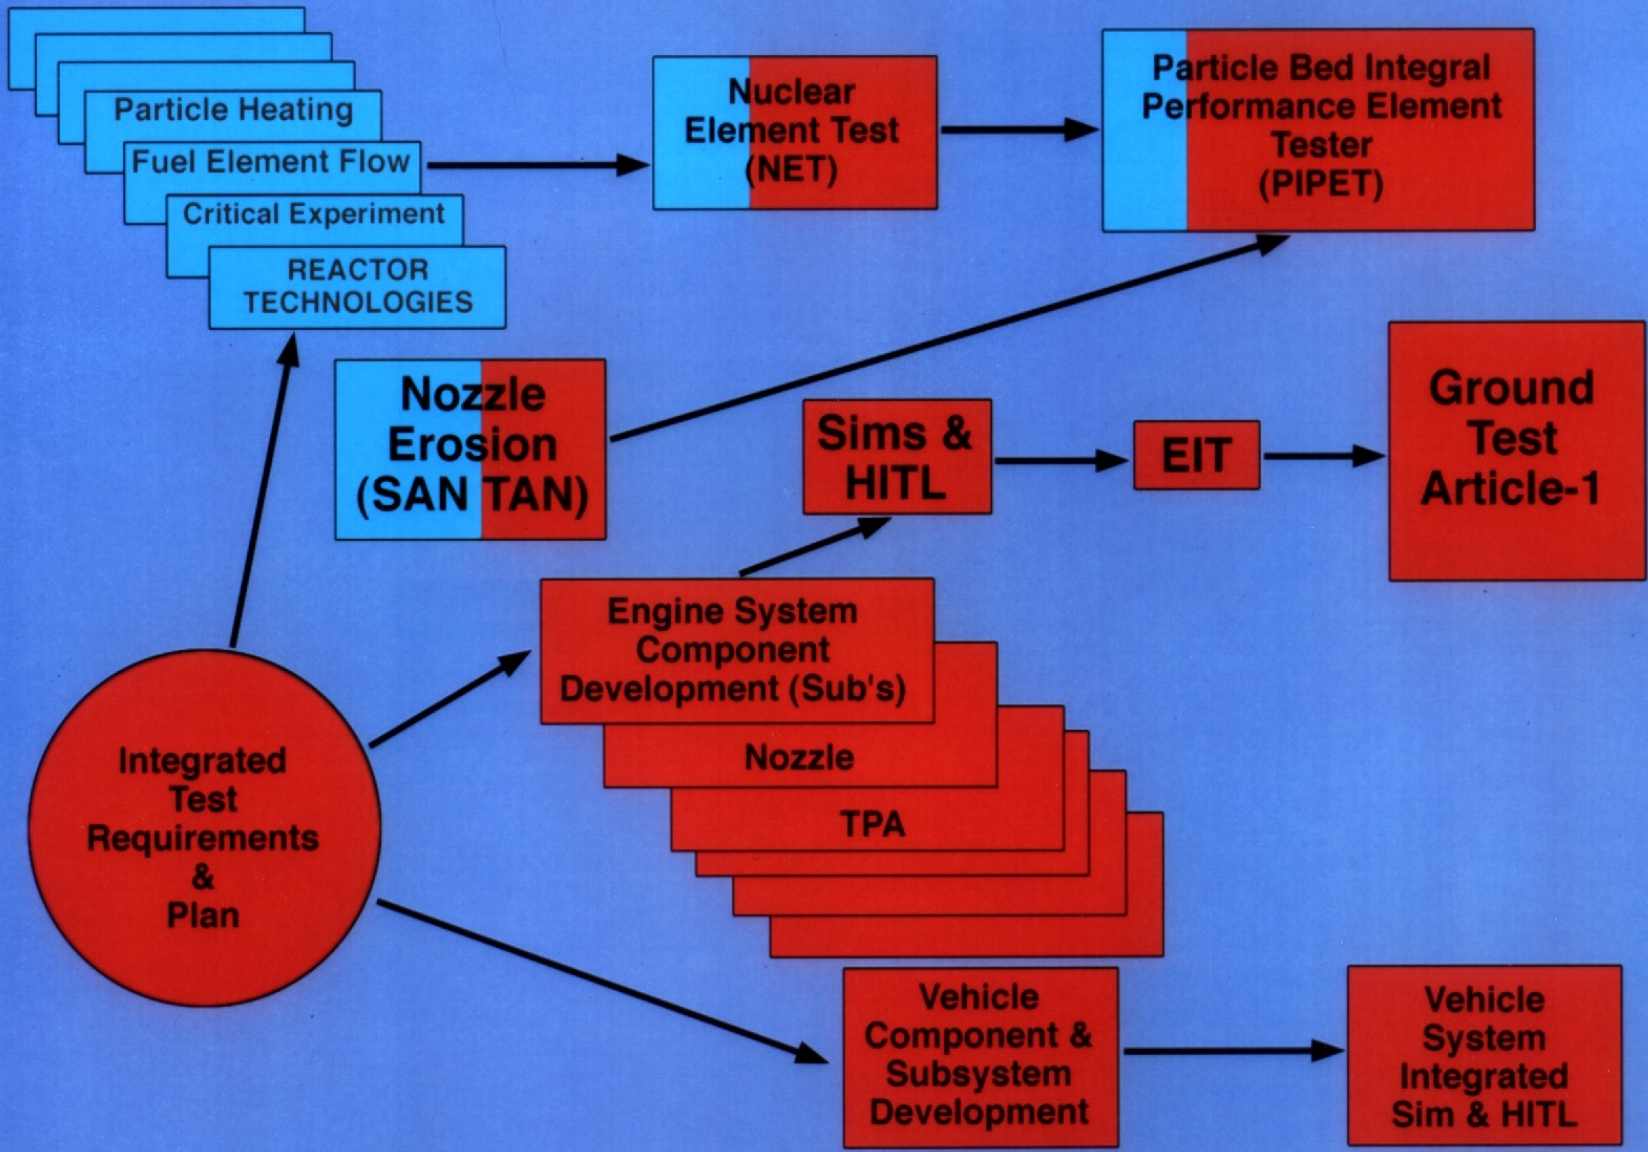 Particle Heating
Fuel Element Flow
Critical Experiment
REACTOR
TECHNOLOGIES
Nuclear
Element Test
(NET)
Particle Bed Integral
Performance Element
Tester
(PIPET)
Nozzle
Erosion
(SAN TAN)
Sims &
HITL
EIT
Ground
Test
Article-1
Engine System
Component
Development (Sub's)
Nozzle
TPA
Integrated
Test
Requirements
&
Plan
Vehicle
Component &
Subsystem
Development
Vehicle
System
Integrated
Sim & HITL